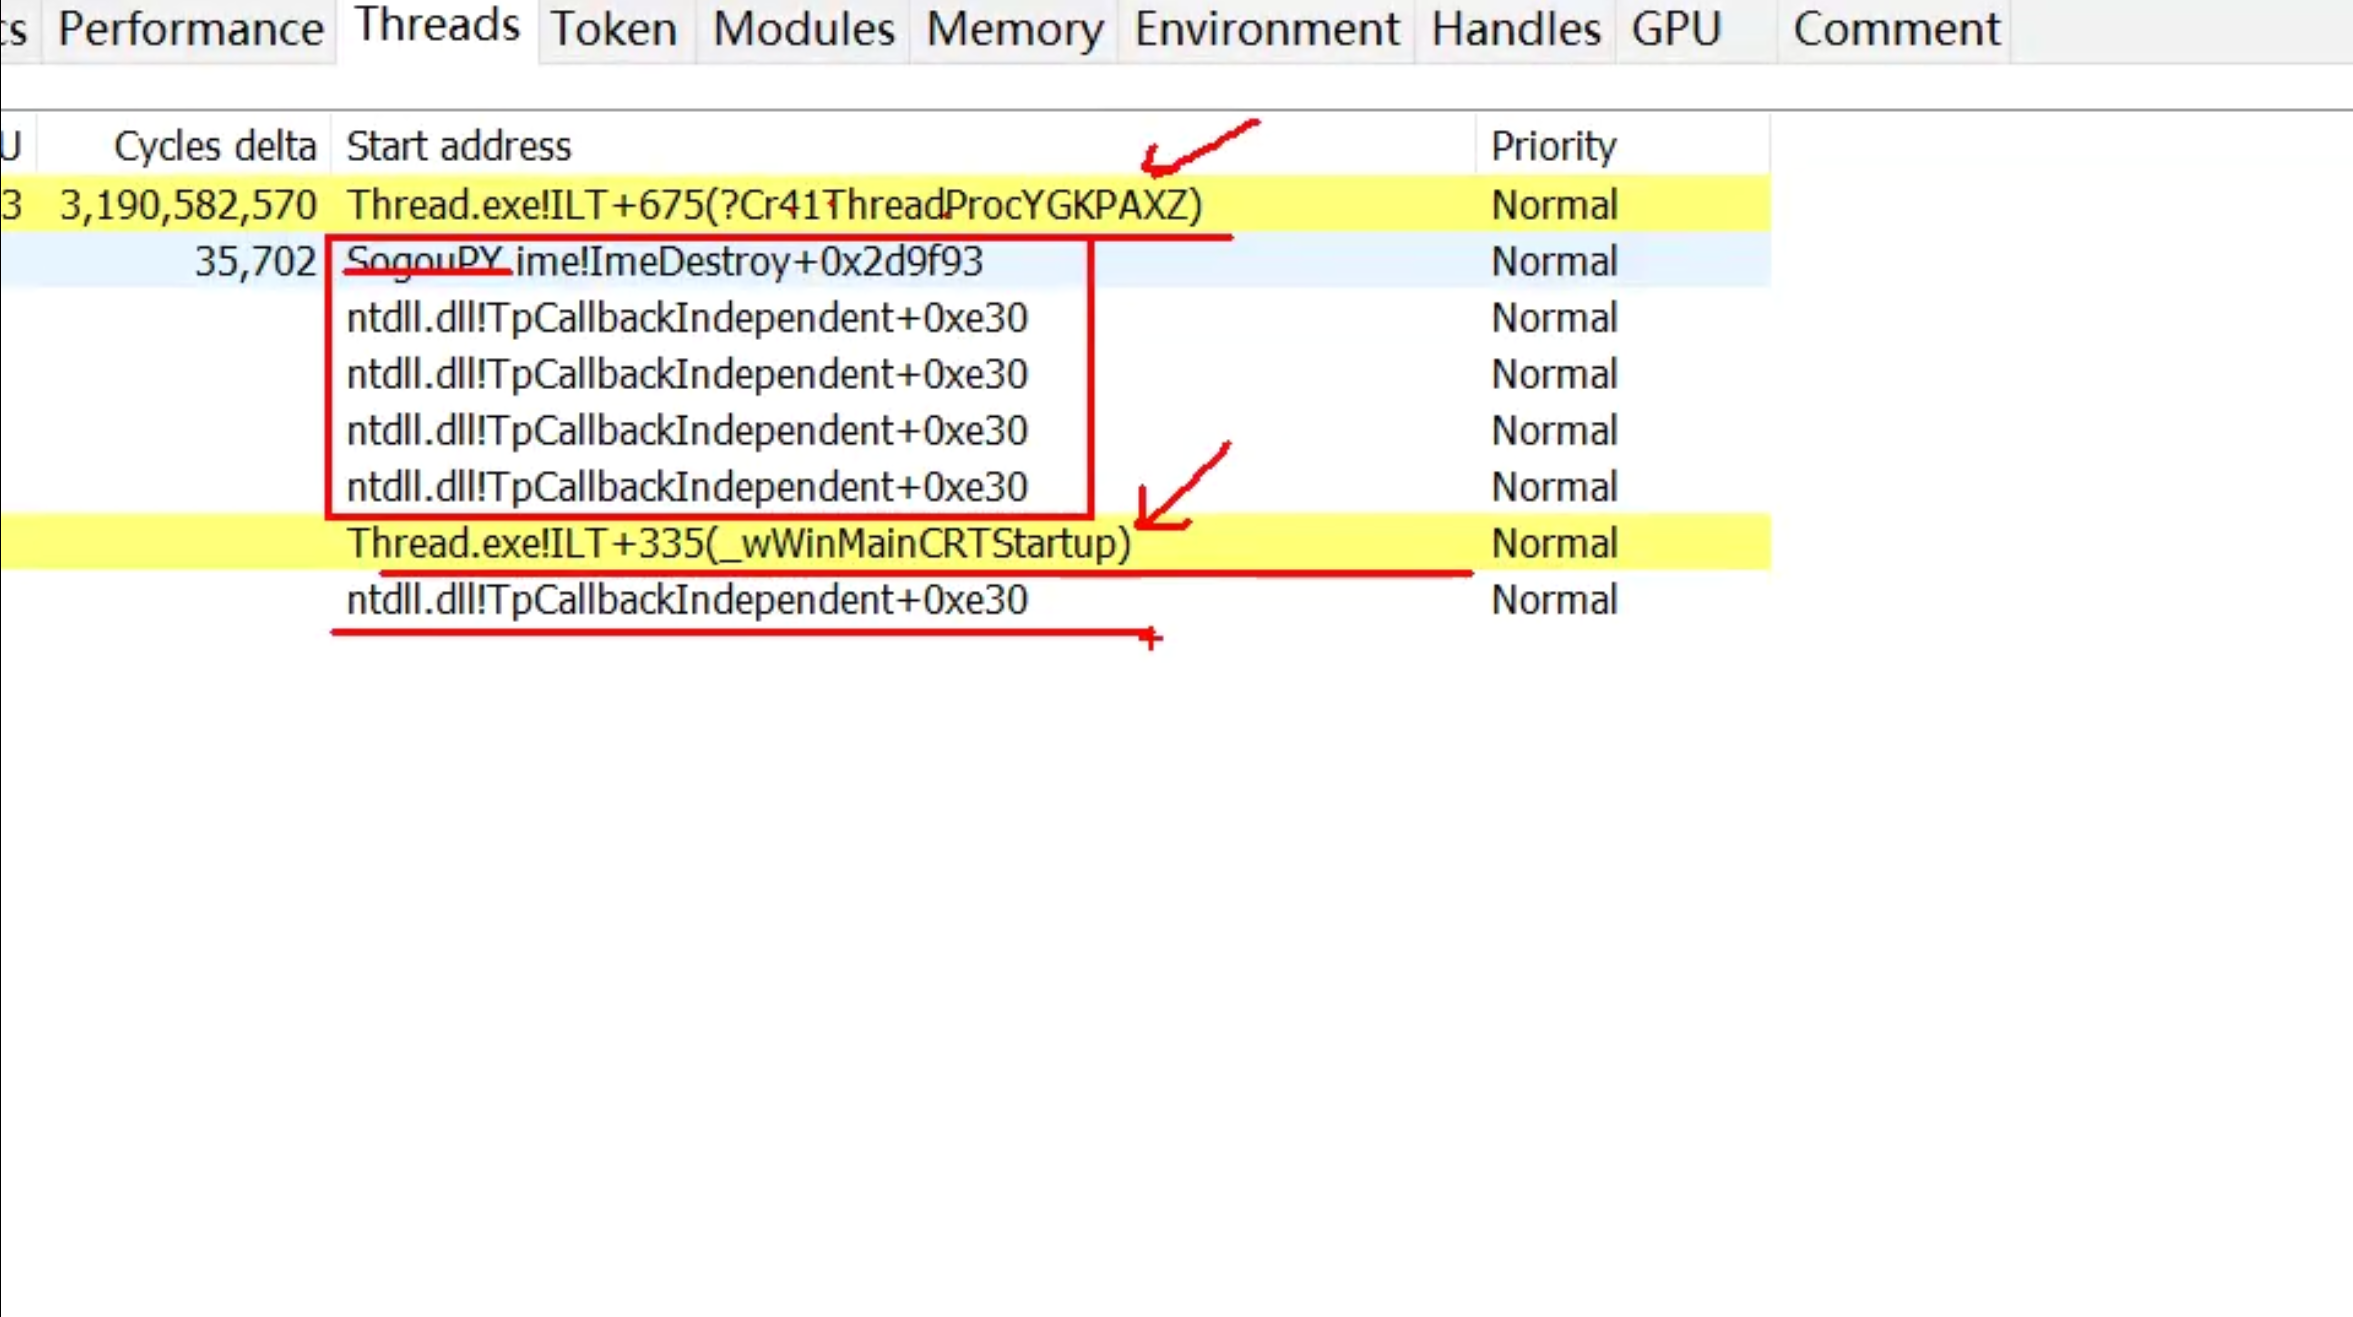 cs Performance Threads Token Modules Memory Environment Handles GPU Comment
U Cycles delta Start address Priority
3 3,190,582,570 Thread.exe!ILT+675(?Cr41ThreadProcYGKPAXZ) Normal
35,702 SogouPY.ime!ImeDestroy+0x2d9f93 Normal
ntdll.dll!TpCallbackIndependent+0xe30 Normal
ntdll.dll!TpCallbackIndependent+0xe30 Normal
ntdll.dll!TpCallbackIndependent+0xe30 Normal
ntdll.dll!TpCallbackIndependent+0xe30 Normal
Thread.exe!ILT+335(_wWinMainCRTStartup) Normal
ntdll.dll!TpCallbackIndependent+0xe30 Normal